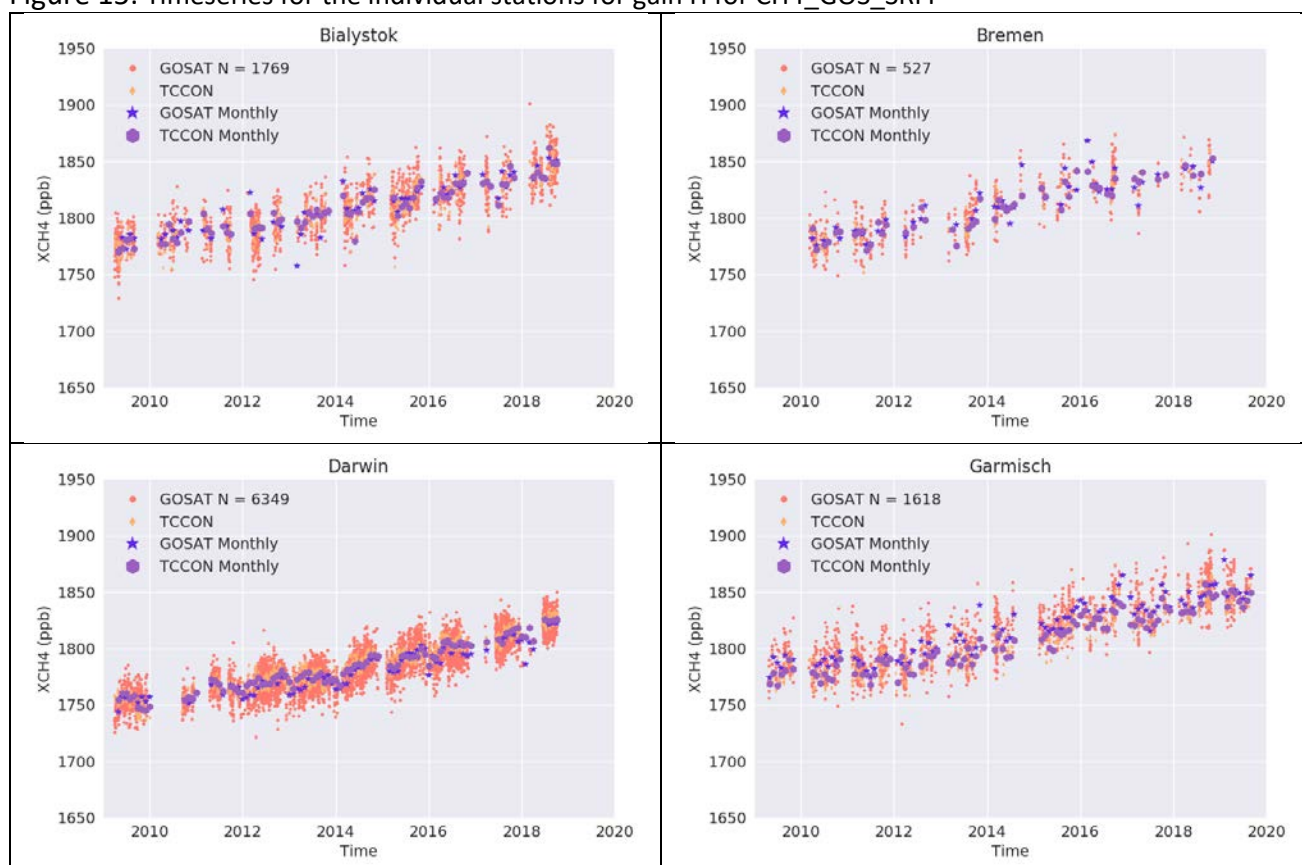 Bialystok
1950
1900
1850
1800
1750
1700
1650
XCH4 (ppb)
GOSAT N = 1769
TCCON
GOSAT Monthly
TCCON Monthly
2010 2012 2014 2016 2018 2020
Time
Bremen
1950
1900
1850
1800
1750
1700
1650
XCH4 (ppb)
GOSAT N = 527
TCCON
GOSAT Monthly
TCCON Monthly
2010 2012 2014 2016 2018 2020
Time
Darwin
1950
1900
1850
1800
1750
1700
1650
XCH4 (ppb)
GOSAT N = 6349
TCCON
GOSAT Monthly
TCCON Monthly
2010 2012 2014 2016 2018 2020
Time
Garmisch
1950
1900
1850
1800
1750
1700
1650
XCH4 (ppb)
GOSAT N = 1618
TCCON
GOSAT Monthly
TCCON Monthly
2010 2012 2014 2016 2018 2020
Time